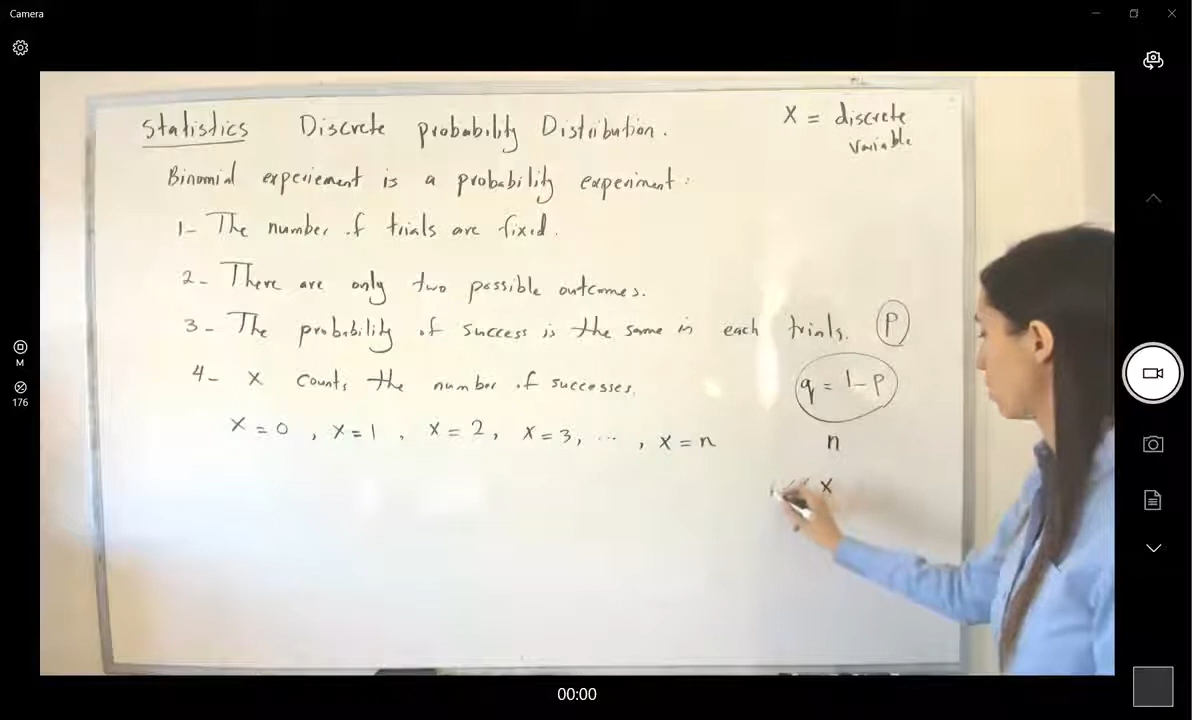 Camera
Statistics Discrete probability Distribution.
X = discrete variable
Binomial experiement is a probability experiment:
1- The number of trials are fixed.
2- There are only two possible outcomes.
3- The probability of success is the same in each trials. P
4- x counts the number of successes.
q = 1-P
x = 0, x = 1, x = 2, x = 3, ..., x = n
n
x
M
176
00:00